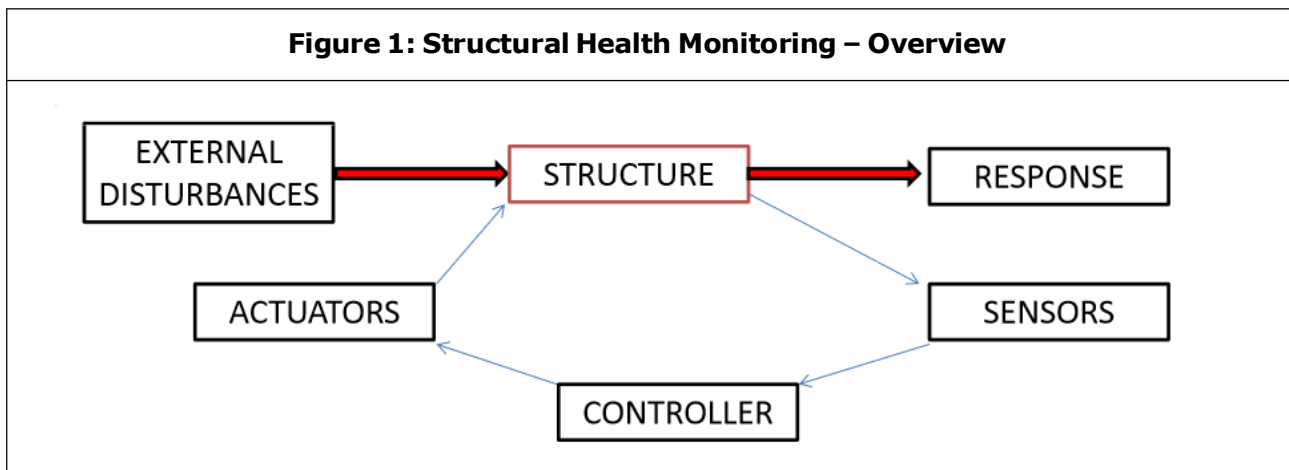 Figure 1: Structural Health Monitoring – Overview
EXTERNAL
DISTURBANCES
STRUCTURE
RESPONSE
ACTUATORS
SENSORS
CONTROLLER